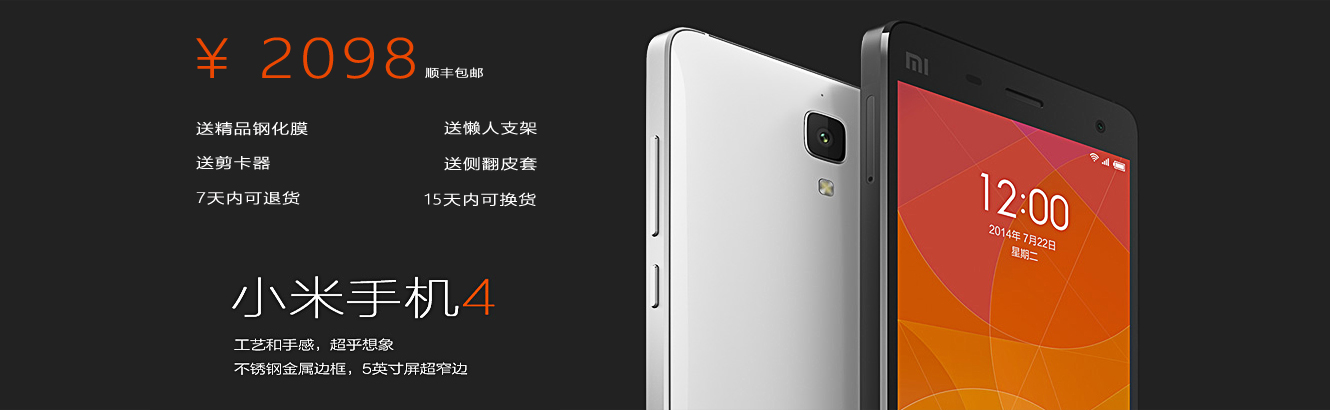 ¥ 2098 顺丰包邮
送精品钢化膜
送懒人支架
送剪卡器
送侧翻皮套
7天内可退货
15天内可换货
小米手机4
工艺和手感，超乎想象
不锈钢金属边框，5英寸屏超窄边
mi
12:00
2014年 7月22日
星期二